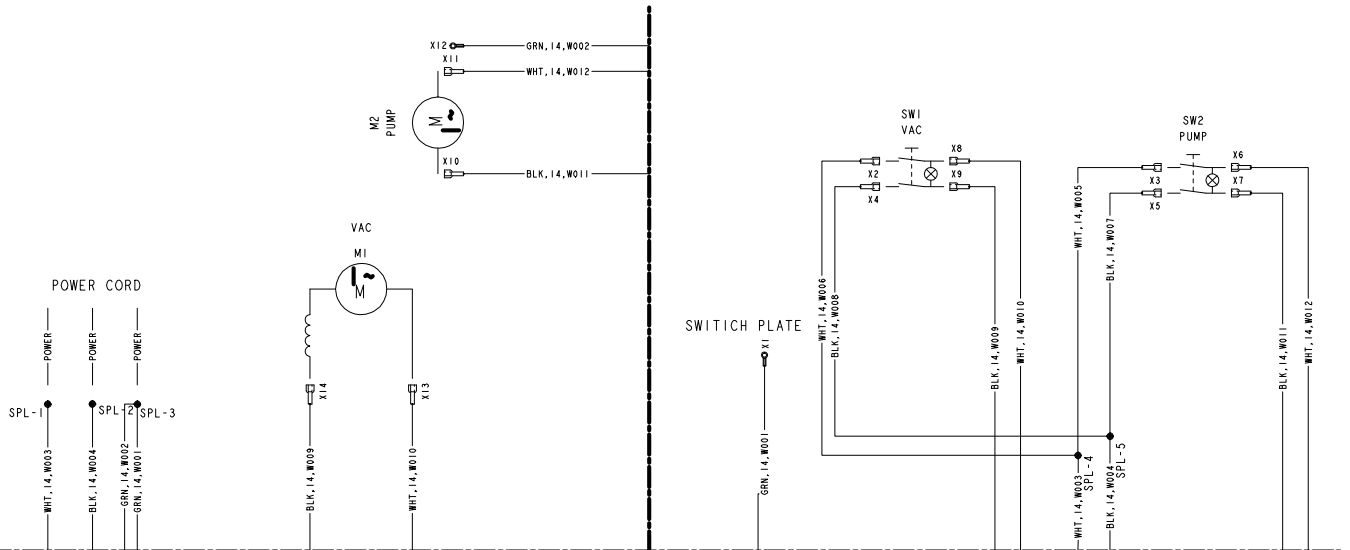 X12
GRN,14,W002
X11
WHT,14,W012
M2
PUMP
M
X10
BLK,14,W011
VAC
M1
M
X14
X13
BLK,14,W009
WHT,14,W010
POWER CORD
POWER
POWER
POWER
SPL-1
SPL-2
SPL-3
WHT,14,W003
BLK,14,W004
GRN,14,W002
GRN,14,W001
SWITICH PLATE
X1
GRN,14,W001
SW1
VAC
X2
X8
X4
X9
WHT,14,W006
BLK,14,W008
BLK,14,W009
WHT,14,W010
SW2
PUMP
X3
X6
X5
X7
WHT,14,W005
BLK,14,W007
BLK,14,W011
WHT,14,W012
SPL-4
SPL-5
WHT,14,W003
BLK,14,W004